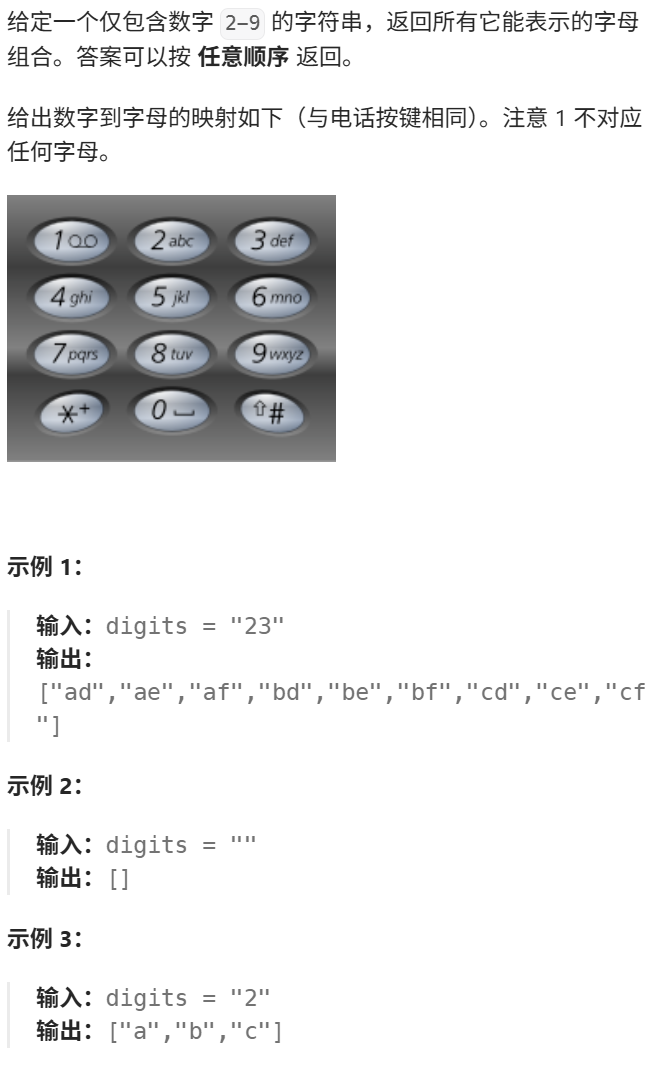 给定一个仅包含数字 2-9 的字符串，返回所有它能表示的字母
组合。答案可以按 任意顺序 返回。
给出数字到字母的映射如下（与电话按键相同）。注意 1 不对应
任何字母。
1 2 abc 3 def
4 ghi 5 jkl 6 mno
7 pqrs 8 tuv 9 wxyz
* + 0 ⇧ #
示例 1：
输入：digits = "23"
输出：
["ad","ae","af","bd","be","bf","cd","ce","cf
"]
示例 2：
输入：digits = ""
输出：[]
示例 3：
输入：digits = "2"
输出：["a","b","c"]